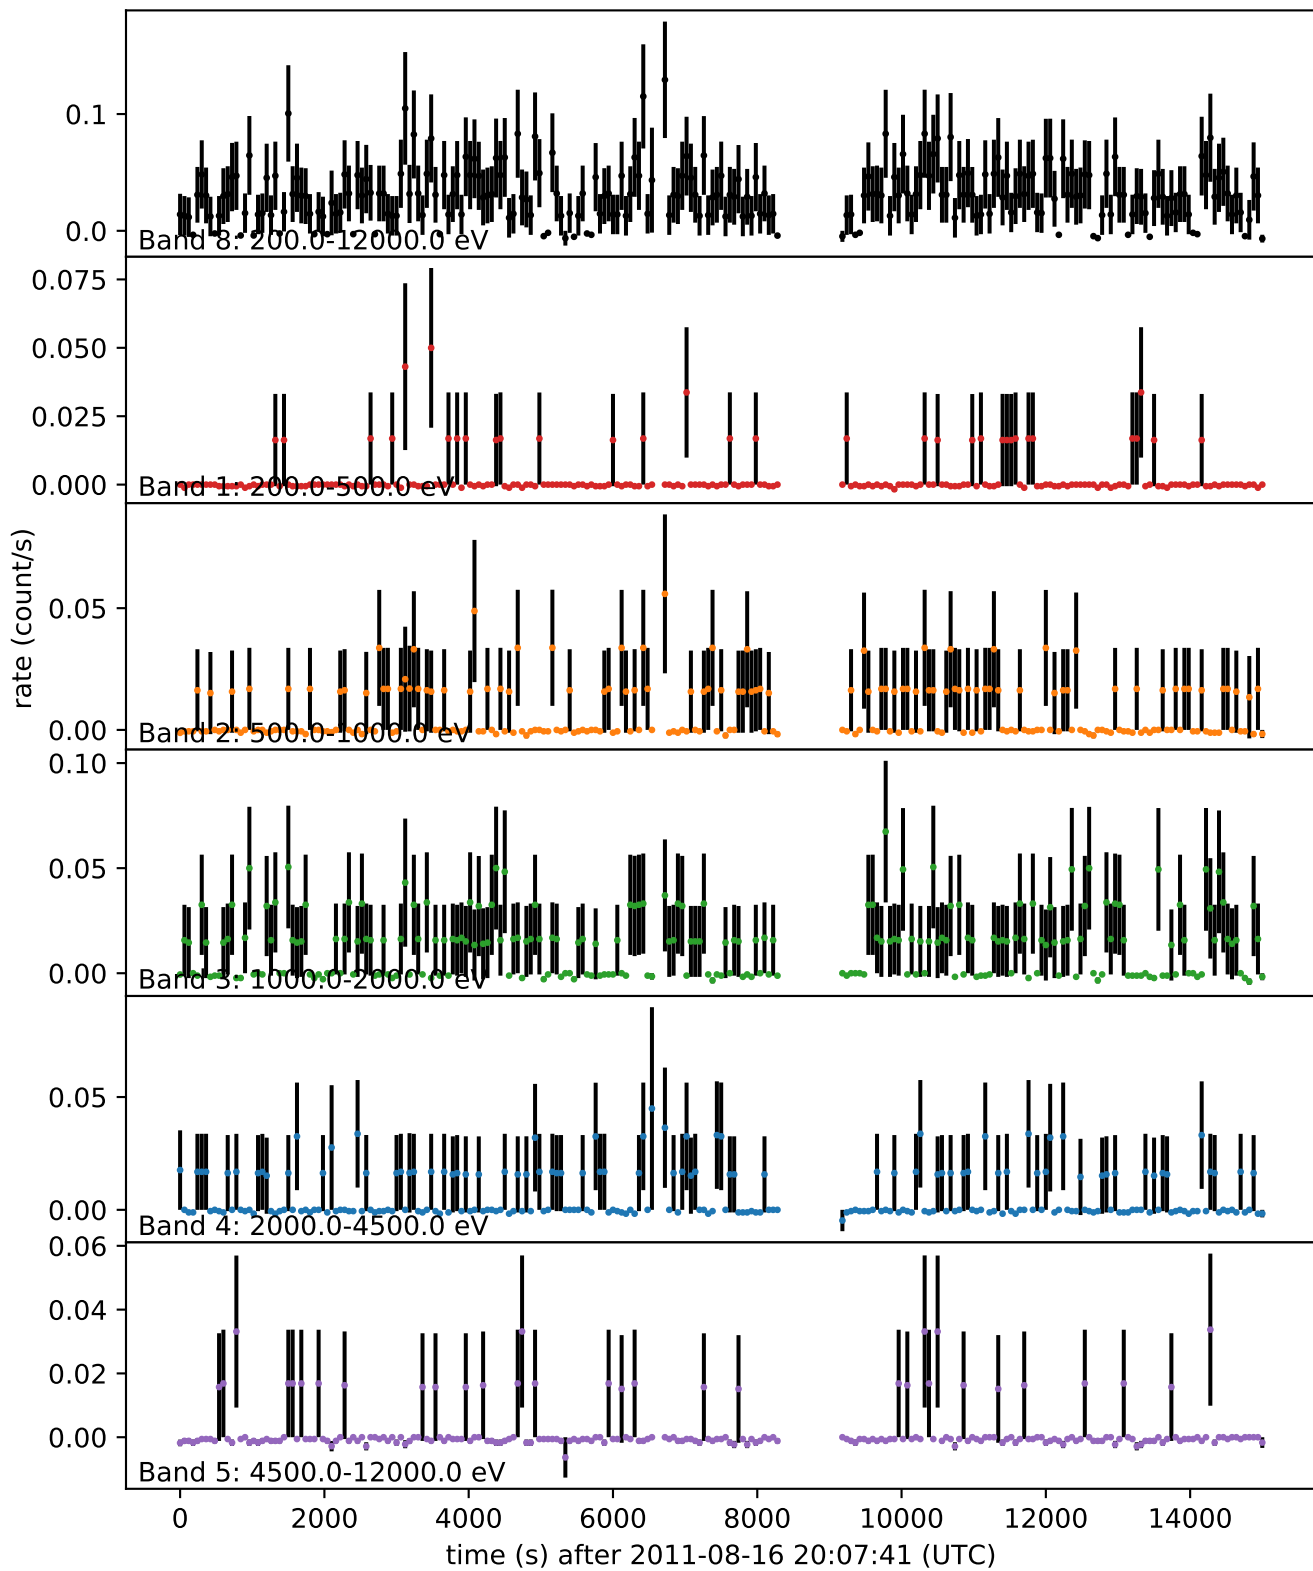 0.1
0.0
Band 8: 200.0-12000.0 eV
0.075
0.050
0.025
0.000
Band 1: 200.0-500.0 eV
rate (count/s)
0.05
0.00
Band 2: 500.0-1000.0 eV
0.10
0.05
0.00
Band 3: 1000.0-2000.0 eV
0.05
0.00
Band 4: 2000.0-4500.0 eV
0.06
0.04
0.02
0.00
Band 5: 4500.0-12000.0 eV
0 2000 4000 6000 8000 10000 12000 14000
time (s) after 2011-08-16 20:07:41 (UTC)